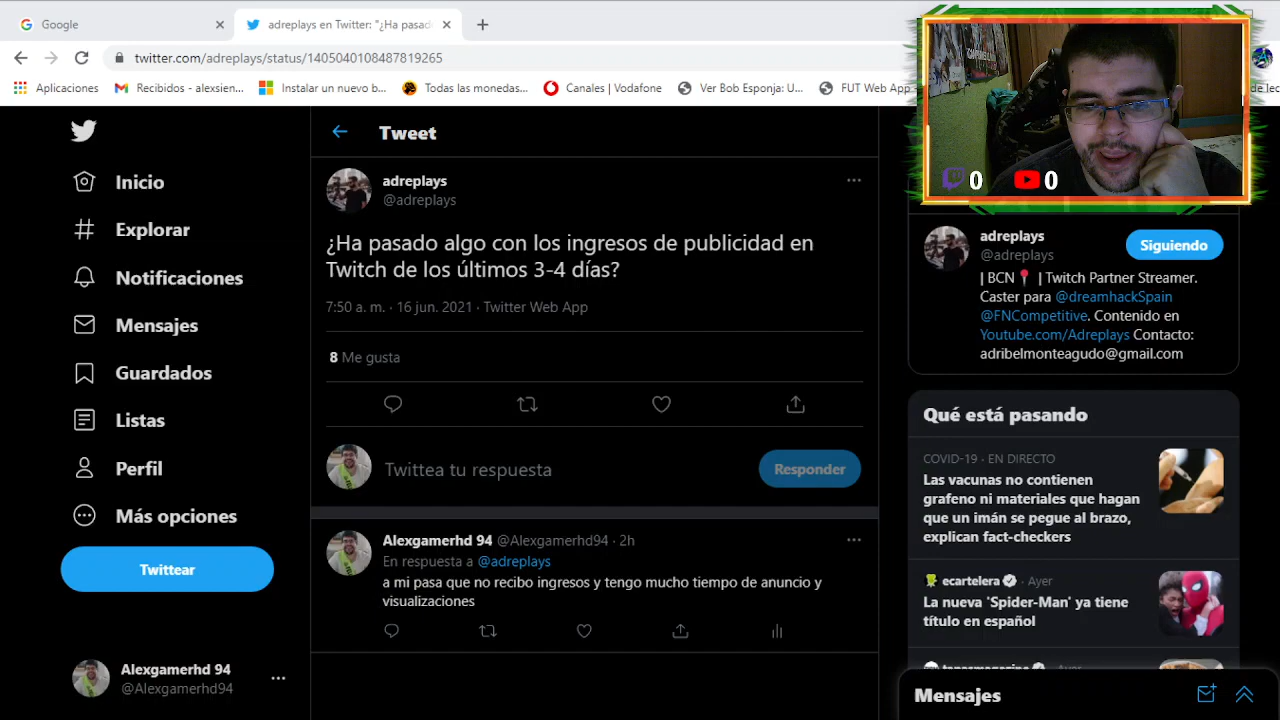 Google
adreplays en Twitter: "¿Ha pasado
twitter.com/adreplays/status/1405040108487819265
Aplicaciones
Recibidos - alexsien...
Instalar un nuevo b...
Todas las monedas...
Canales | Vodafone
Ver Bob Esponja: U...
FUT Web App
de lec
Inicio
Explorar
Notificaciones
Mensajes
Guardados
Listas
Perfil
Más opciones
Twittear
Alexgamerhd 94
@Alexgamerhd94
Tweet
adreplays
@adreplays
¿Ha pasado algo con los ingresos de publicidad en
Twitch de los últimos 3-4 días?
7:50 a. m. · 16 jun. 2021 · Twitter Web App
8 Me gusta
Twittea tu respuesta
Responder
Alexgamerhd 94 @Alexgamerhd94 · 2h
En respuesta a @adreplays
a mi pasa que no recibo ingresos y tengo mucho tiempo de anuncio y
visualizaciones
0
0
adreplays
@adreplays
Siguiendo
| BCN | Twitch Partner Streamer.
Caster para @dreamhackSpain
@FNCompetitive. Contenido en
Youtube.com/Adreplays Contacto:
adribelmonteagudo@gmail.com
Qué está pasando
COVID-19 · EN DIRECTO
Las vacunas no contienen
grafeno ni materiales que hagan
que un imán se pegue al brazo,
explican fact-checkers
ecartelera · Ayer
La nueva 'Spider-Man' ya tiene
título en español
Mensajes